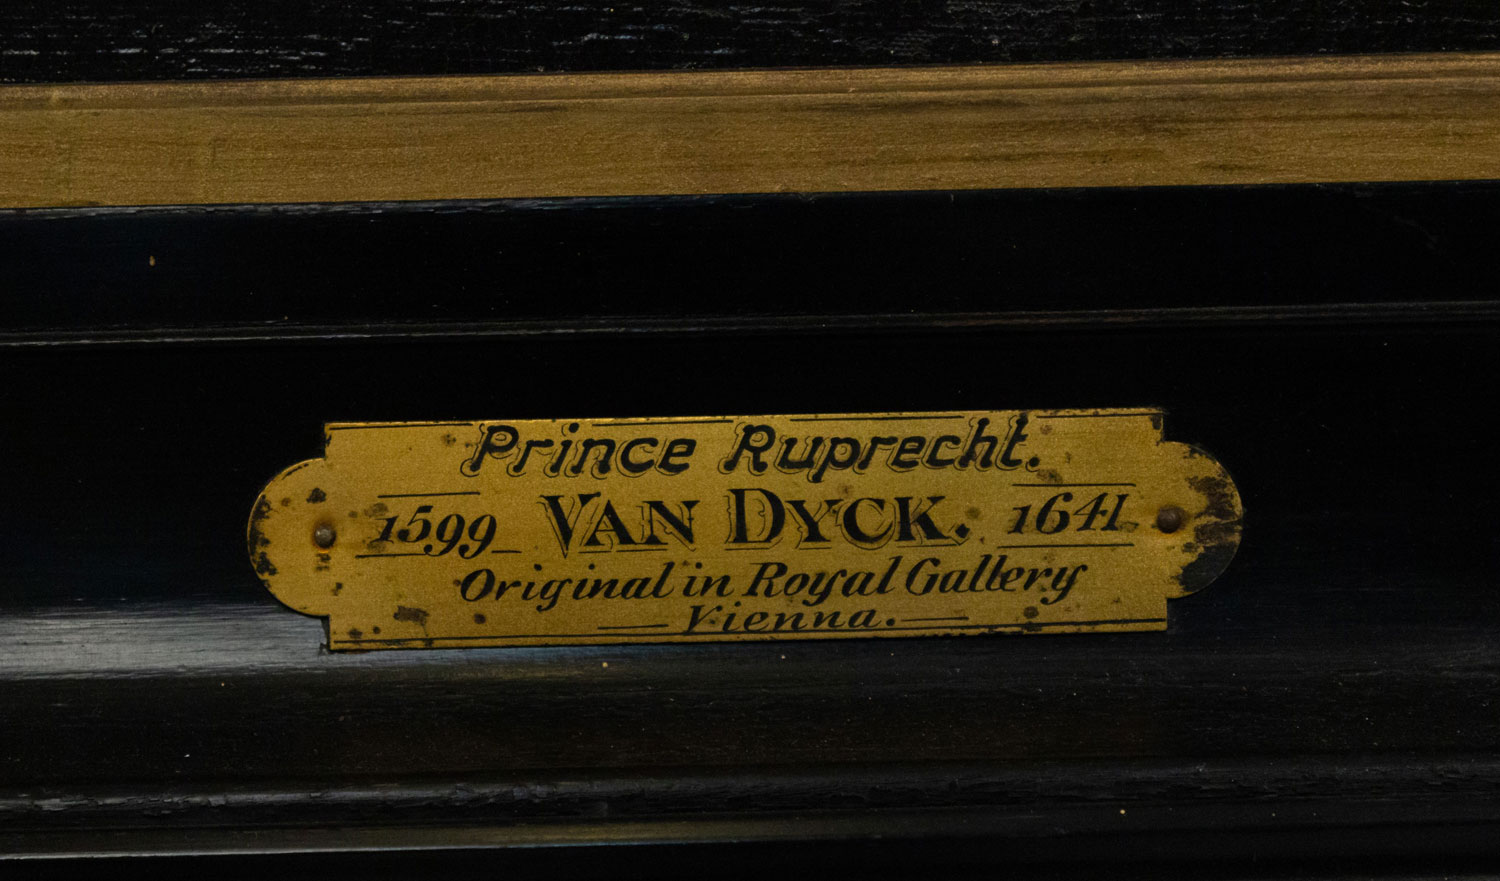 Prince Ruprecht.
1599 VAN DYCK. 1641
Original in Royal Gallery
Vienna.